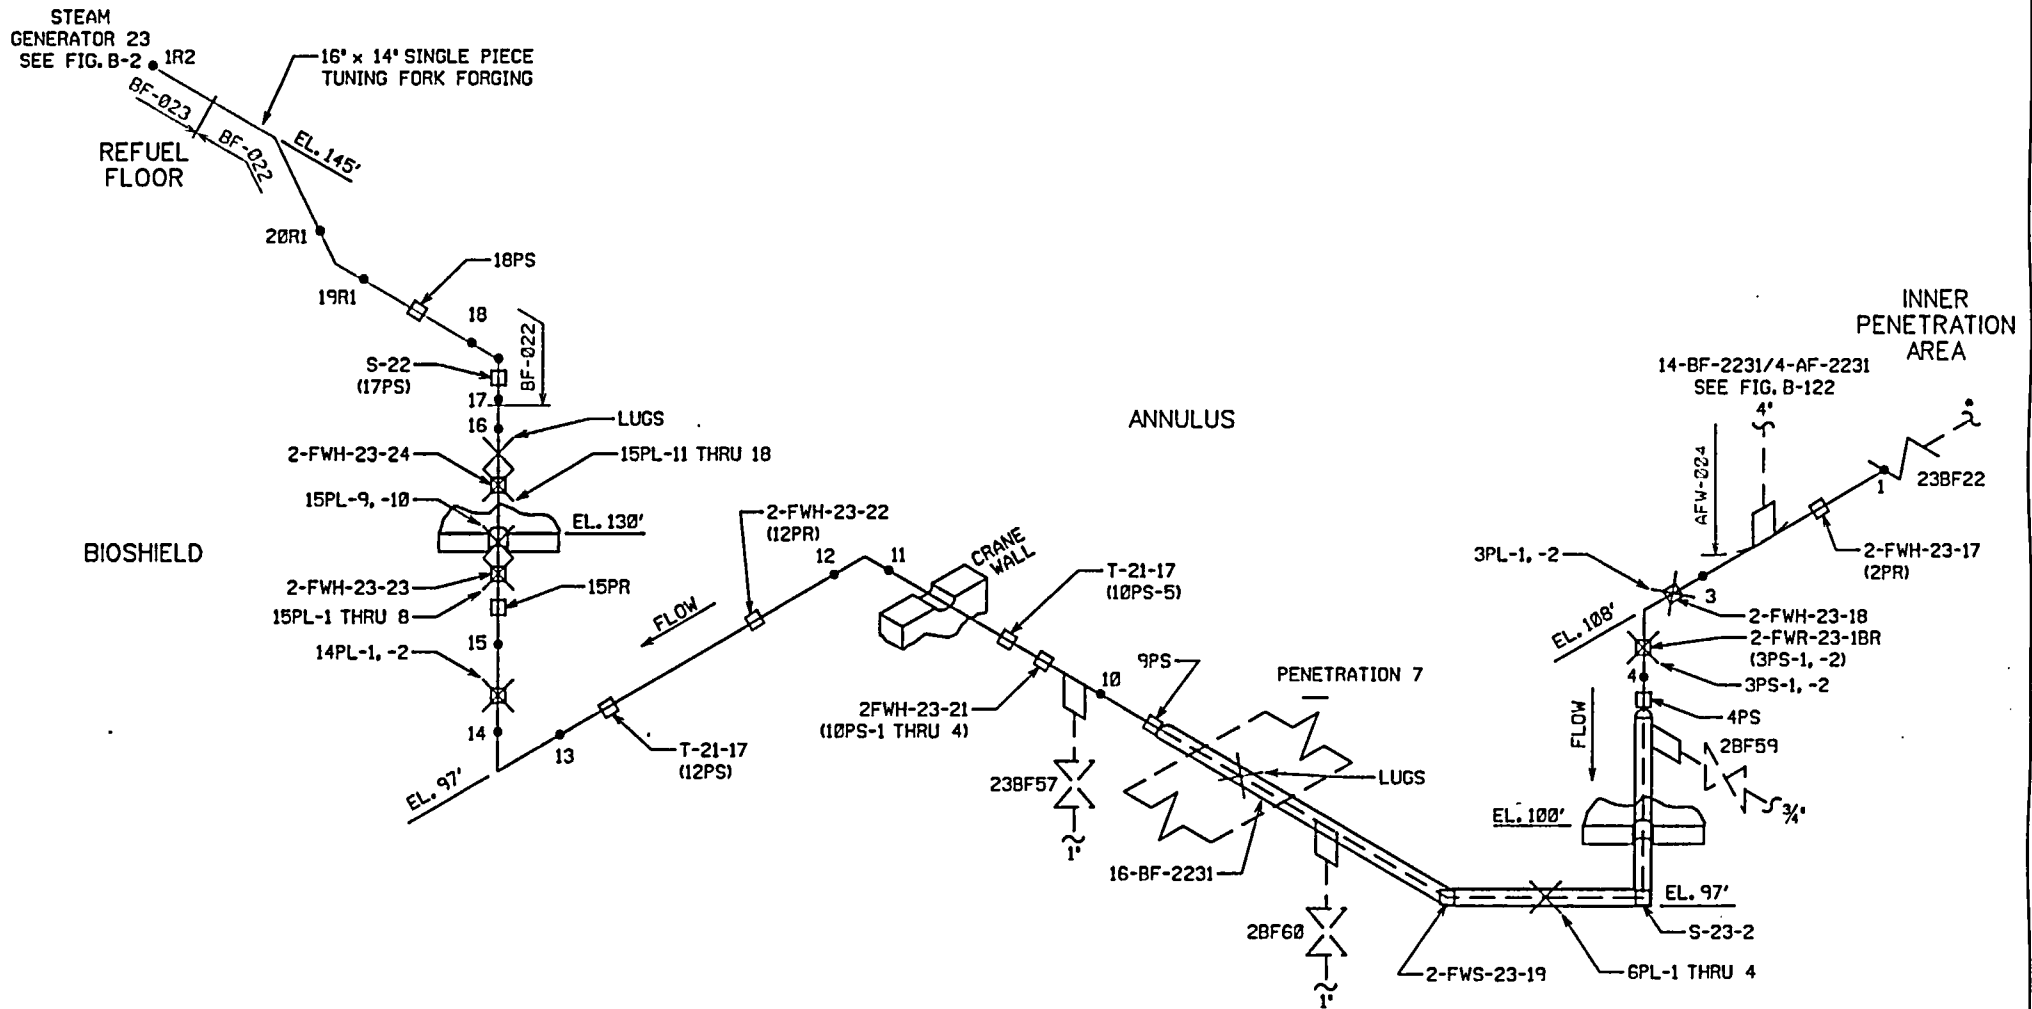 STEAM
GENERATOR 23
SEE FIG. B-2
1R2
16" x 14" SINGLE PIECE
TUNING FORK FORGING
BF-023
BF-022
REFUEL
FLOOR
EL. 145'
20R1
19R1
18PS
18
S-22
(17PS)
BF-022
17
16
LUGS
2-FWH-23-24
15PL-11 THRU 18
15PL-9, -10
EL. 130'
BIOSHIELD
2-FWH-23-23
15PL-1 THRU 8
15PR
15
14PL-1, -2
14
EL. 97'
13
T-21-17
(12PS)
FLOW
2-FWH-23-22
(12PR)
12
11
CRANE
WALL
T-21-17
(10PS-5)
ANNULUS
2FWH-23-21
(10PS-1 THRU 4)
10
9PS
PENETRATION 7
LUGS
23BF57
1"
16-BF-2231
2BF60
1"
2-FWS-23-19
6PL-1 THRU 4
S-23-2
EL. 97'
EL. 100'
FLOW
2BF59
3/4"
4PS
4
3PS-1, -2
2-FWR-23-1BR
(3PS-1, -2)
2-FWH-23-18
EL. 108'
3
3PL-1, -2
2-FWH-23-17
(2PR)
AFW-024
4"
14-BF-2231/4-AF-2231
SEE FIG. B-122
1
23BF22
INNER
PENETRATION
AREA